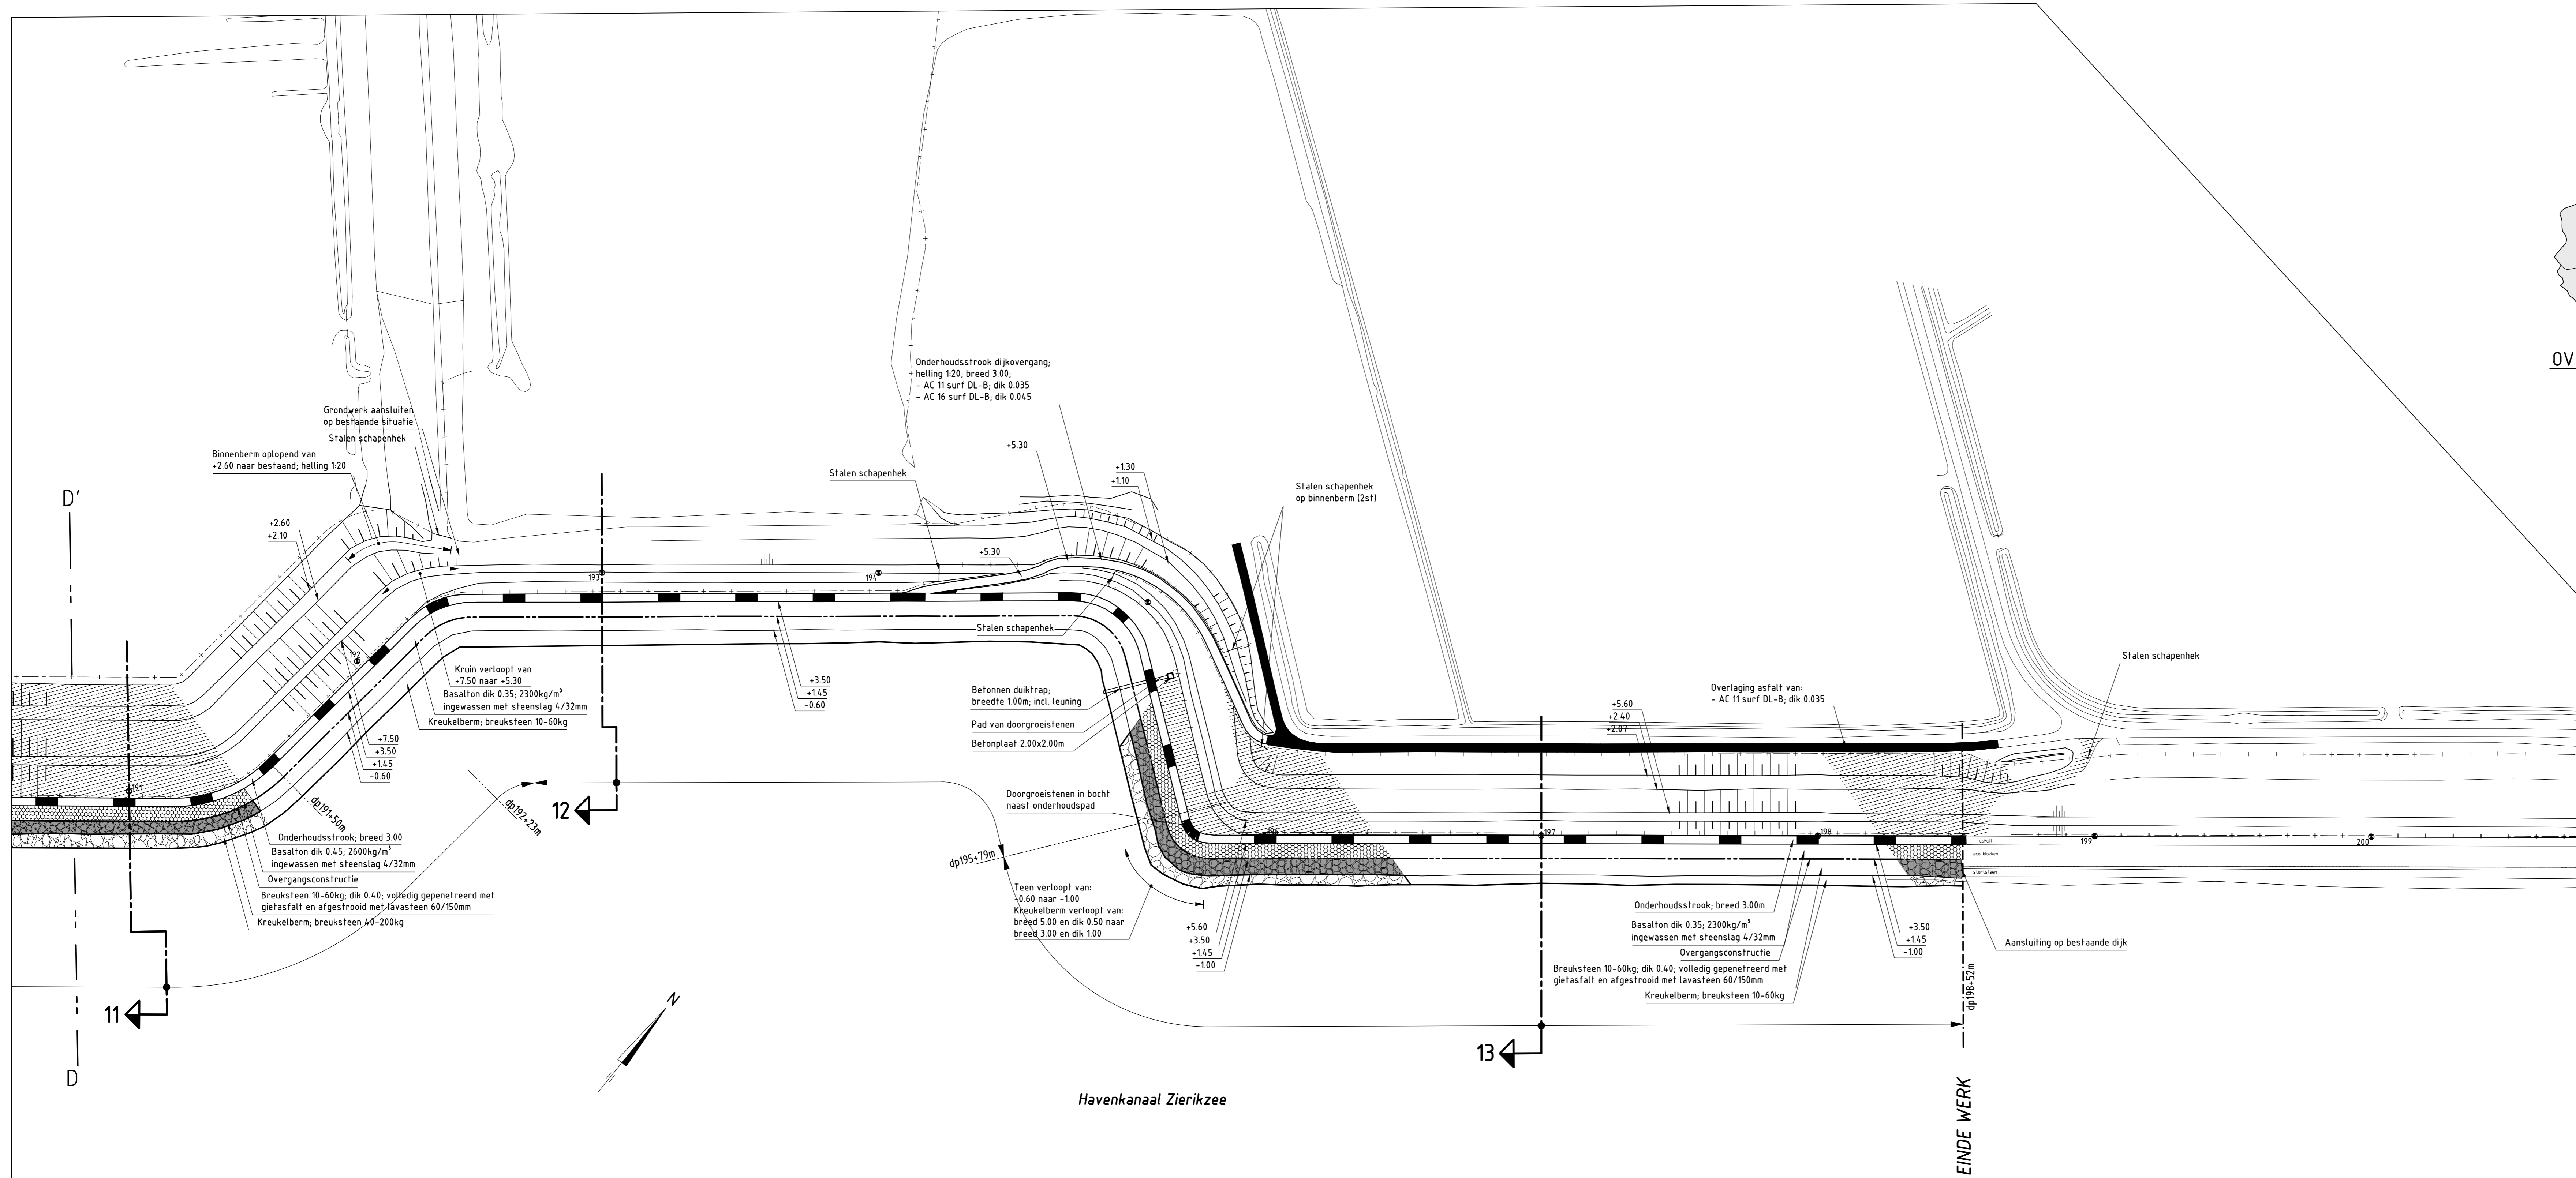 OV
Onderhoudsstrook dijkovergang;
helling 1:20; breed 3.00;
- AC 11 surf DL-B; dik 0.035
- AC 16 surf DL-B; dik 0.045
Grondwerk aansluiten
op bestaande situatie
Stalen schapenhek
Binnenberm oplopend van
+2.60 naar bestaand; helling 1:20
+5.30
+1.30
+1.10
Stalen schapenhek
Stalen schapenhek
op binnenberm (2st)
D'
+2.60
+2.10
+5.30
193
194
Stalen schapenhek
192
Kruin verloopt van
+7.50 naar +5.30
Basalton dik 0.35; 2300kg/m³
ingewassen met steenslag 4/32mm
Kreukelberm; breuksteen 10-60kg
+3.50
+1.45
-0.60
Betonnen duiktrap;
breedte 1.00m; incl. leuning
Pad van doorgroeistenen
Betonplaat 2.00x2.00m
Overlaging asfalt van:
- AC 11 surf DL-B; dik 0.035
Stalen schapenhek
+5.60
+2.40
+2.07
+7.50
+3.50
+1.45
-0.60
191
dp191+50m
dp192+23m
12
Doorgroeistenen in bocht
naast onderhoudspad
196
197
198
199
200
asfalt
eco blokken
stortsteen
Onderhoudsstrook; breed 3.00
Basalton dik 0.45; 2600kg/m³
ingewassen met steenslag 4/32mm
Overgangsconstructie
Breuksteen 10-60kg; dik 0.40; volledig gepenetreerd met
gietasfalt en afgestrooid met lavasteen 60/150mm
Kreukelberm; breuksteen 40-200kg
dp195+79m
Teen verloopt van:
-0.60 naar -1.00
Kreukelberm verloopt van:
breed 5.00 en dik 0.50 naar
breed 3.00 en dik 1.00
+5.60
+3.50
+1.45
-1.00
Onderhoudsstrook; breed 3.00m
Basalton dik 0.35; 2300kg/m³
ingewassen met steenslag 4/32mm
Overgangsconstructie
Breuksteen 10-60kg; dik 0.40; volledig gepenetreerd met
gietasfalt en afgestrooid met lavasteen 60/150mm
Kreukelberm; breuksteen 10-60kg
+3.50
+1.45
-1.00
Aansluiting op bestaande dijk
dp198+52m
11
N
13
D
Havenkanaal Zierikzee
EINDE WERK